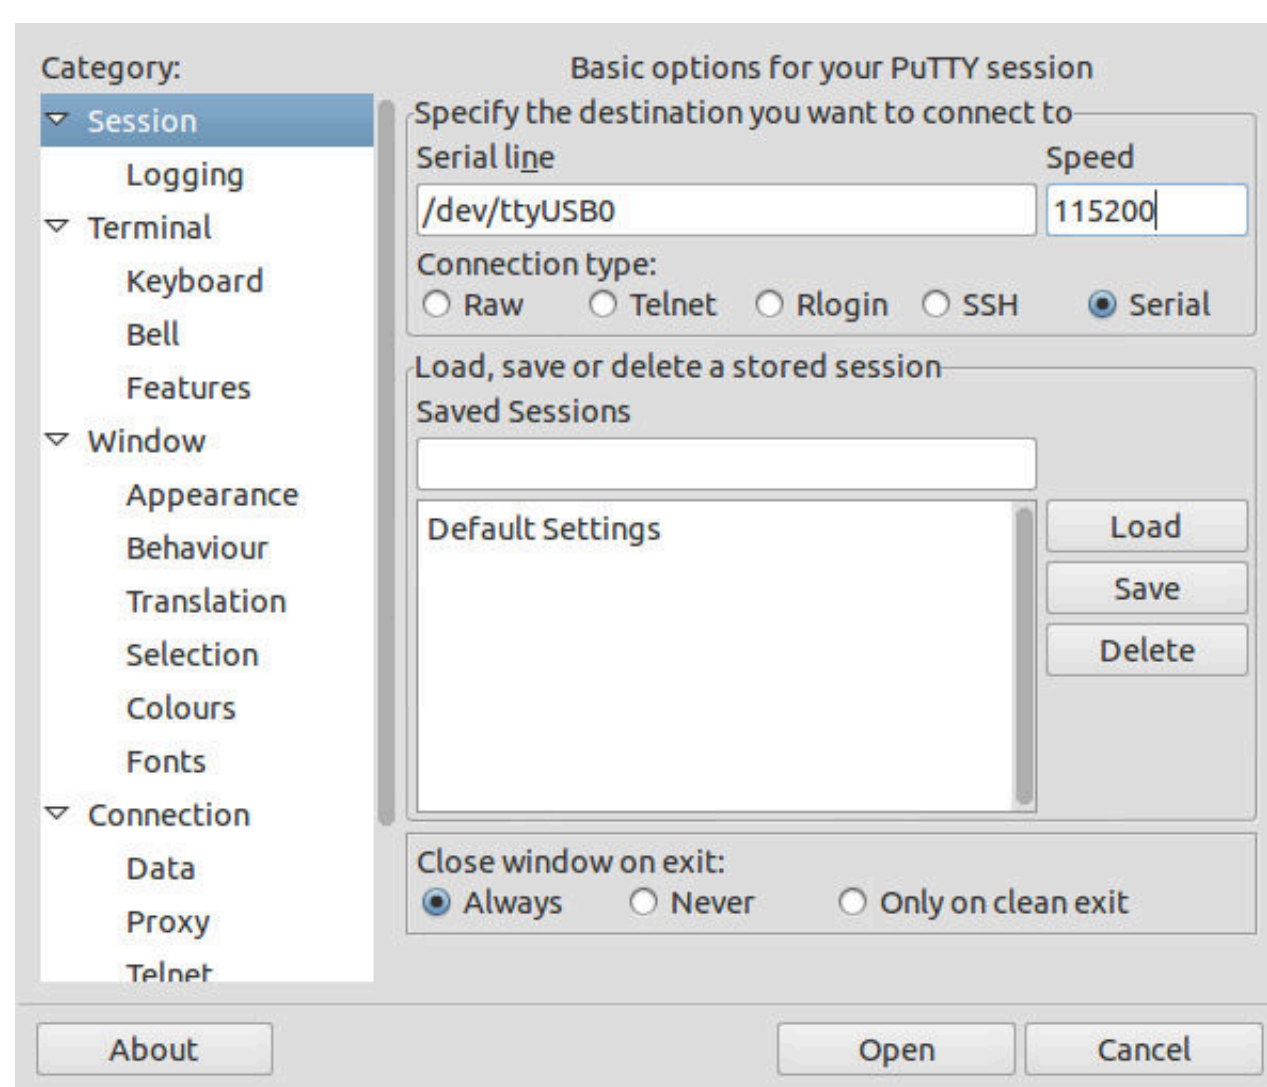 Category:
Session
Logging
Terminal
Keyboard
Bell
Features
Window
Appearance
Behaviour
Translation
Selection
Colours
Fonts
Connection
Data
Proxy
Telnet
Basic options for your PuTTY session
Specify the destination you want to connect to
Serial line Speed
/dev/ttyUSB0 115200
Connection type:
Raw Telnet Rlogin SSH Serial
Load, save or delete a stored session
Saved Sessions
Default Settings
Load
Save
Delete
Close window on exit:
Always Never Only on clean exit
About Open Cancel